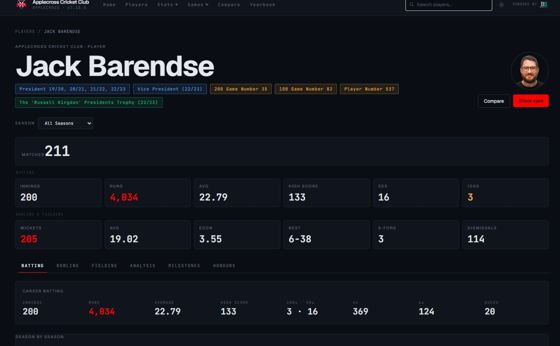 Applecross Cricket Club
Home Players Stats Games Compare Yearbook
Search players...
POWERED BY
PLAYERS / JACK BARENDSE
APPLECROSS CRICKET CLUB · PLAYER
Jack Barendse
President 19/20, 20/21, 21/22, 22/23
Vice President (22/23)
200 Game Number 35
100 Game Number 82
Player Number 527
The 'Russell Kingdon' Presidents Trophy (22/23)
Compare
Share card
SEASON All Seasons
MATCHES 211
BATTING
INNINGS RUNS AVG HIGH SCORE 50S 100S
200 4,034 22.79 133 16 3
BOWLING & FIELDING
WICKETS AVG ECON BEST 5-FORS DISMISSALS
205 19.02 3.55 6-38 3 114
BATTING BOWLING FIELDING ANALYSIS MILESTONES HONOURS
CAREER BATTING
INNINGS RUNS AVERAGE HIGH SCORE 100s · 50s 4s 6s DUCKS
200 4,034 22.79 133 3 · 16 369 124 20
SEASON BY SEASON